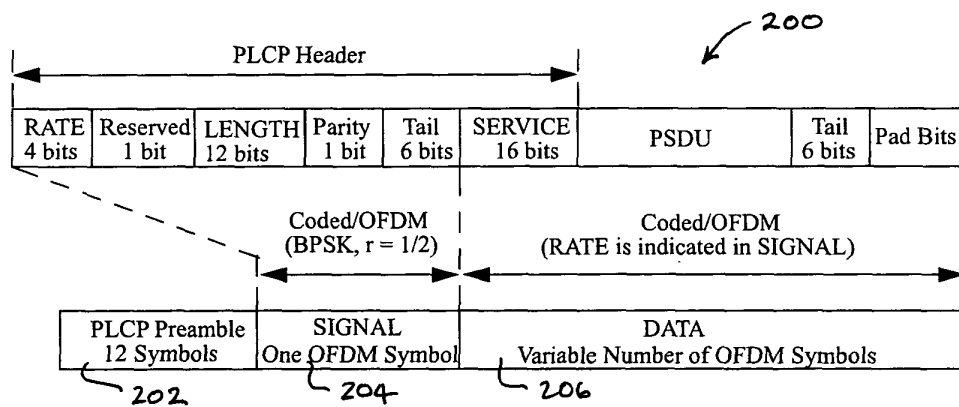 200
PLCP Header
RATE
4 bits
Reserved
1 bit
LENGTH
12 bits
Parity
1 bit
Tail
6 bits
SERVICE
16 bits
PSDU
Tail
6 bits
Pad Bits
Coded/OFDM
(BPSK, r = 1/2)
Coded/OFDM
(RATE is indicated in SIGNAL)
PLCP Preamble
12 Symbols
SIGNAL
One OFDM Symbol
DATA
Variable Number of OFDM Symbols
202
204
206